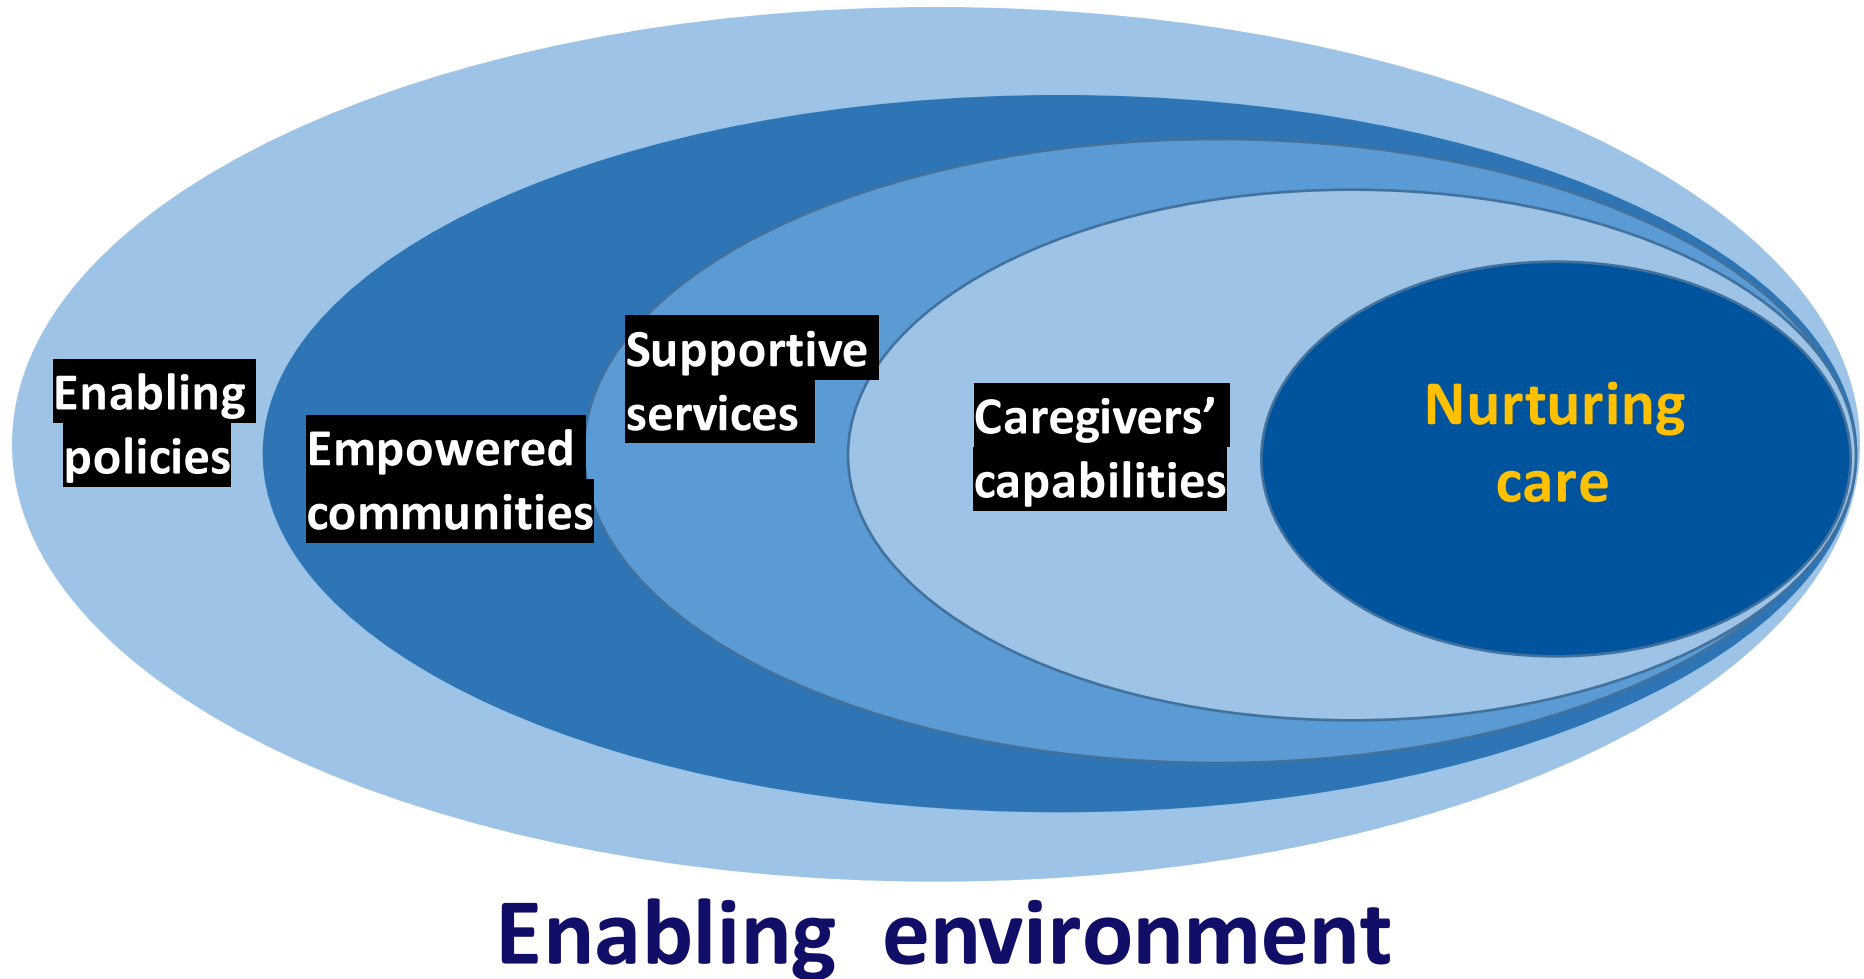 Enabling
policies
Empowered
communities
Supportive
services
Caregivers’
capabilities
Nurturing
care
Enabling environment